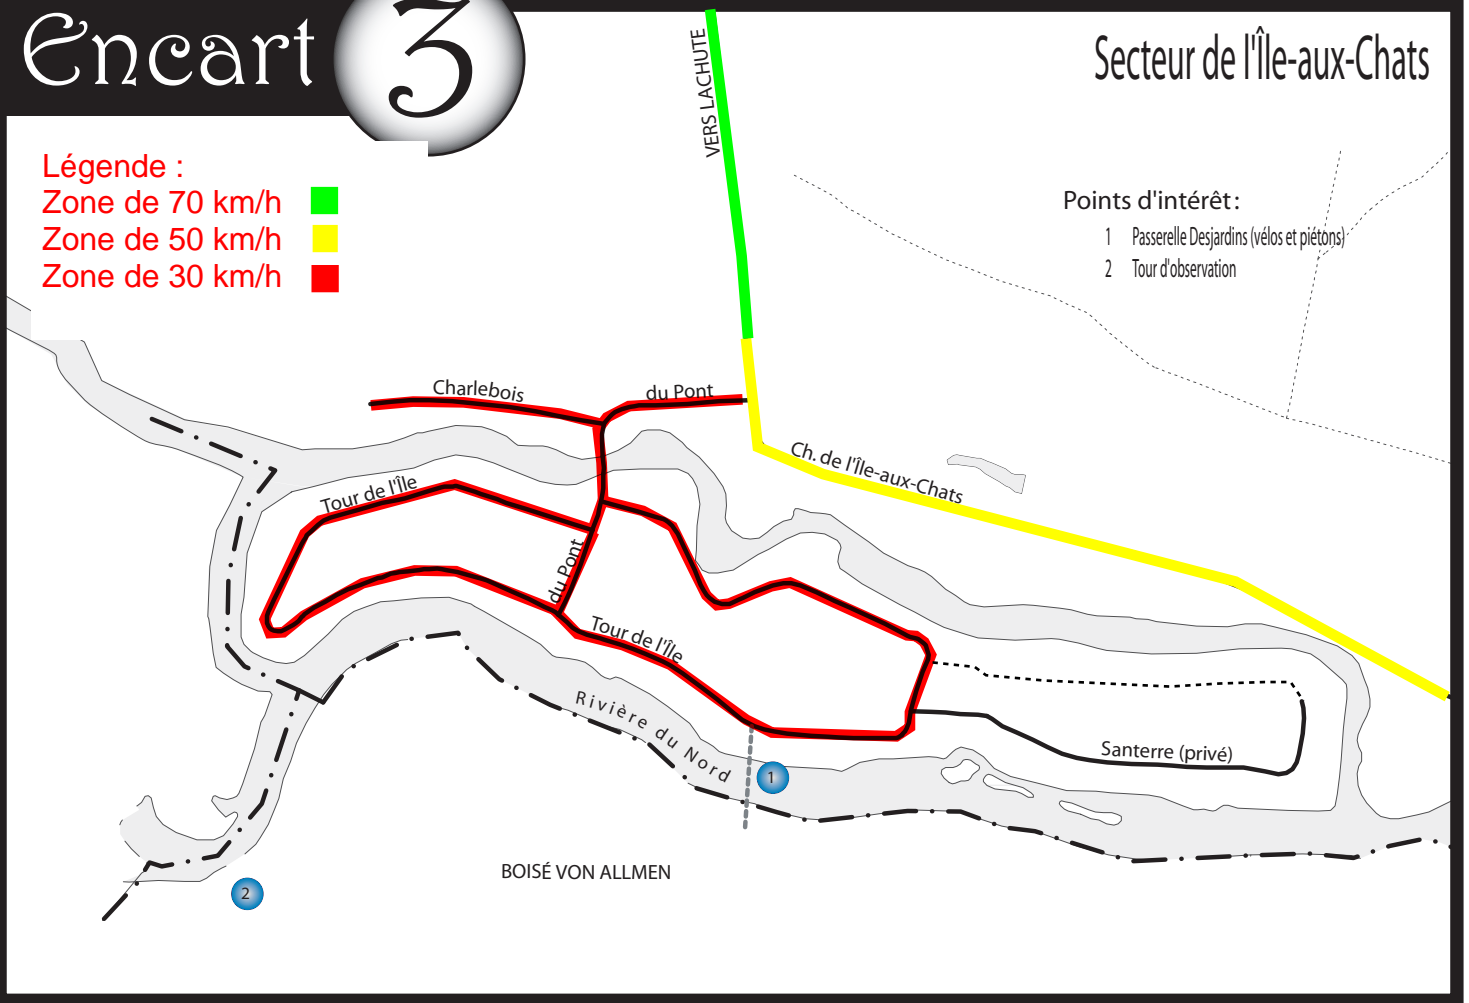 Encart 3
Secteur de l'Île-aux-Chats
VERS LACHUTE
Légende :
Zone de 70 km/h
Zone de 50 km/h
Zone de 30 km/h
Points d'intérêt:
1 Passerelle Desjardins (vélos et piétons)
2 Tour d'observation
Charlebois
du Pont
Ch. de l'Île-aux-Chats
Tour de l'Île
du Pont
Tour de l'Île
Rivière du Nord
Santerre (privé)
1
BOISÉ VON ALLMEN
2